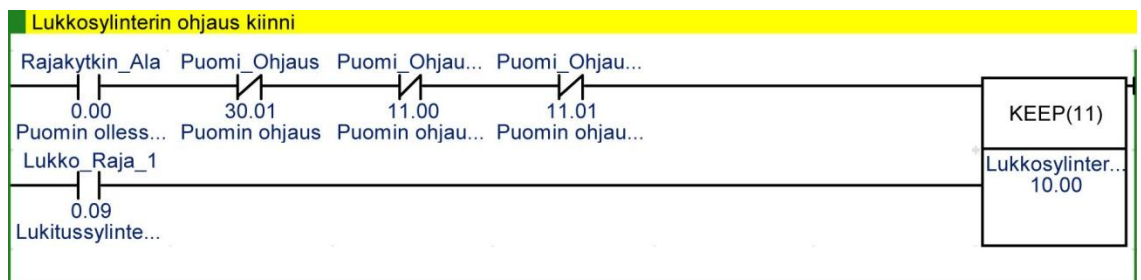 Lukkosylinterin ohjaus kiinni
Rajakytkin_Ala Puomi_Ohjaus Puomi_Ohjau... Puomi_Ohjau...
0.00 30.01 11.00 11.01
Puomin olless... Puomin ohjaus Puomin ohjau... Puomin ohjau...
KEEP(11)
Lukko_Raja_1
Lukkosylinter...
10.00
0.09
Lukitussylinte...